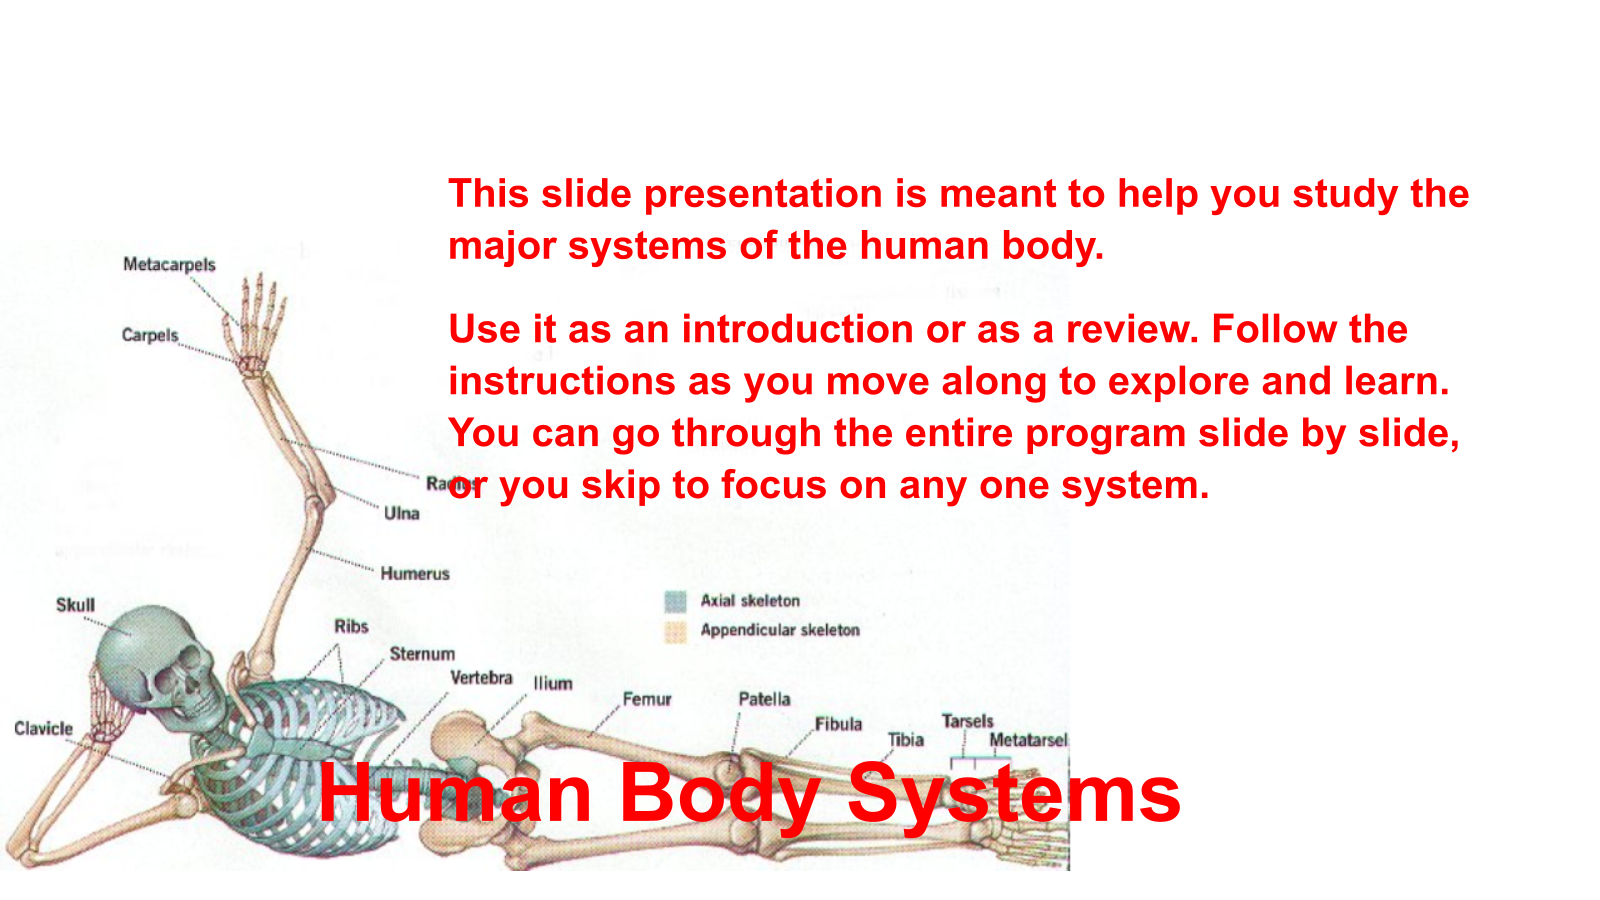 This slide presentation is meant to help you study the
major systems of the human body.
Use it as an introduction or as a review. Follow the
instructions as you move along to explore and learn.
You can go through the entire program slide by slide,
or you skip to focus on any one system.
Metacarpels
Carpels
Radius
Ulna
Humerus
Skull
Ribs
Sternum
Vertebra
Ilium
Femur
Patella
Fibula
Tibia
Tarsels
Metatarsel
Clavicle
Axial skeleton
Appendicular skeleton
Human Body Systems